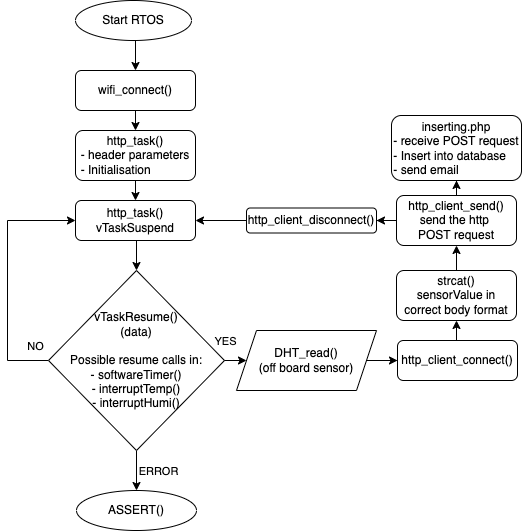 Start RTOS
wifi_connect()
http_task()
- header parameters
- Initialisation
http_task()
vTaskSuspend
vTaskResume()
(data)
Possible resume calls in:
- softwareTimer()
- interruptTemp()
- interruptHumi()
NO
YES
ERROR
ASSERT()
DHT_read()
(off board sensor)
http_client_connect()
strcat()
sensorValue in
correct body format
http_client_send()
send the http
POST request
inserting.php
- receive POST request
- Insert into database
- send email
http_client_disconnect()